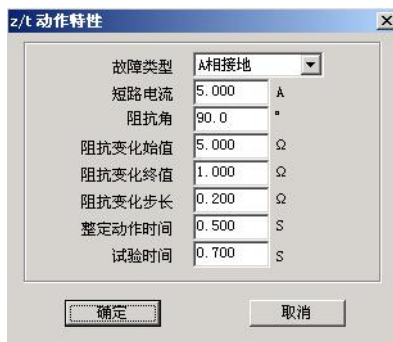 z/t 动作特性
故障类型 A相接地
短路电流 5.000 A
阻抗角 90.0 °
阻抗变化始值 5.000 Ω
阻抗变化终值 1.000 Ω
阻抗变化步长 0.200 Ω
整定动作时间 0.500 S
试验时间 0.700 S
确定 取消